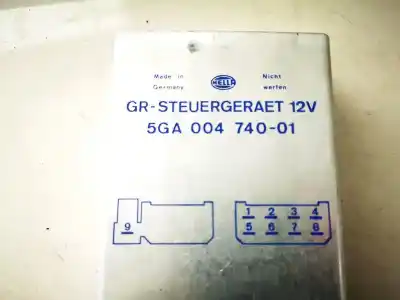 Made in Germany
HELLA
Nicht werfen
GR-STEUERGERAET 12V
5GA 004 740-01
1 2 3 4
9 5 6 7 8